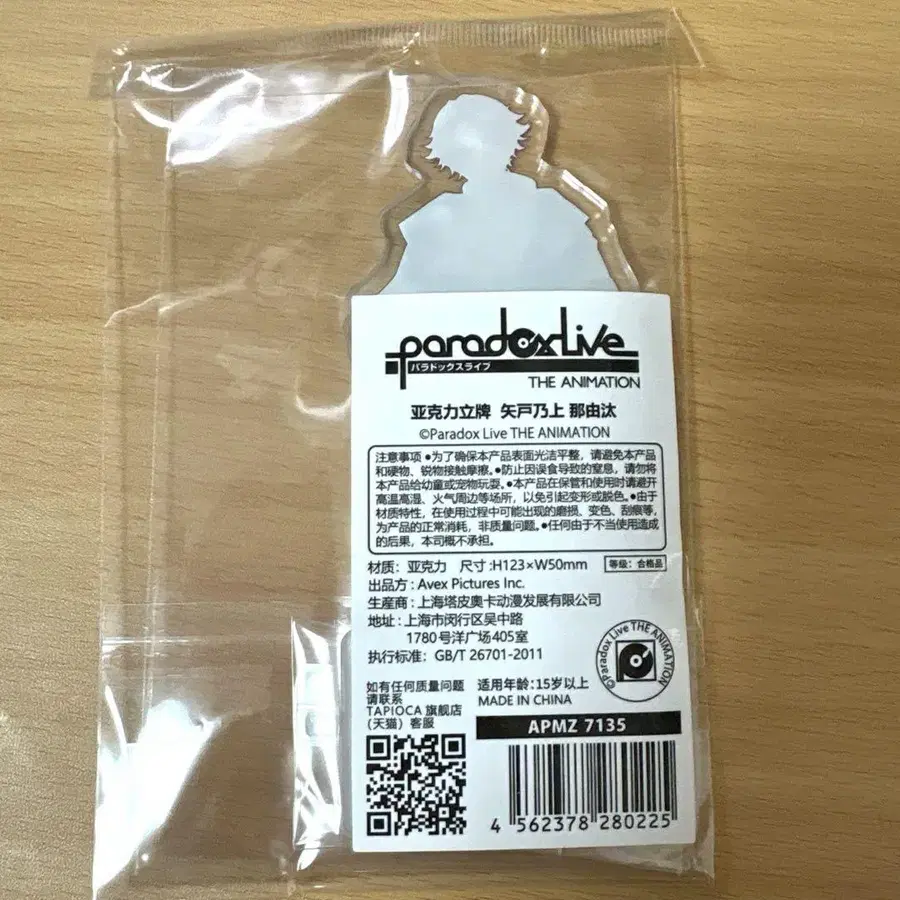 paradoxLive
パラドックスライブ
THE ANIMATION
亚克力立牌 矢戸乃上 那由汰
©Paradox Live THE ANIMATION
注意事项 ●为了确保本产品表面光洁平整，请避免本产品
和硬物、锐物接触摩擦。●防止因误食导致的窒息，请勿将
本产品给幼童或宠物玩耍。●本产品在保管和使用时请避开
高温高湿、火气周边等场所，以免引起变形或脱色。●由于
材质特性，在使用过程中可能出现的磨损、变色、刮痕等，
为产品的正常消耗，非质量问题。●任何由于不当使用造成
的后果，本司概不承担。
材质：亚克力 尺寸:H123×W50mm 等级：合格品
出品方：Avex Pictures Inc.
生产商：上海塔皮奥卡动漫发展有限公司
地址：上海市闵行区吴中路
1780号洋广场405室
执行标准：GB/T 26701-2011
©Paradox Live THE ANIMATION
如有任何质量问题
请联系
TAPIOCA 旗舰店
（天猫）客服
适用年龄:15岁以上
MADE IN CHINA
APMZ 7135
4 562378 280225